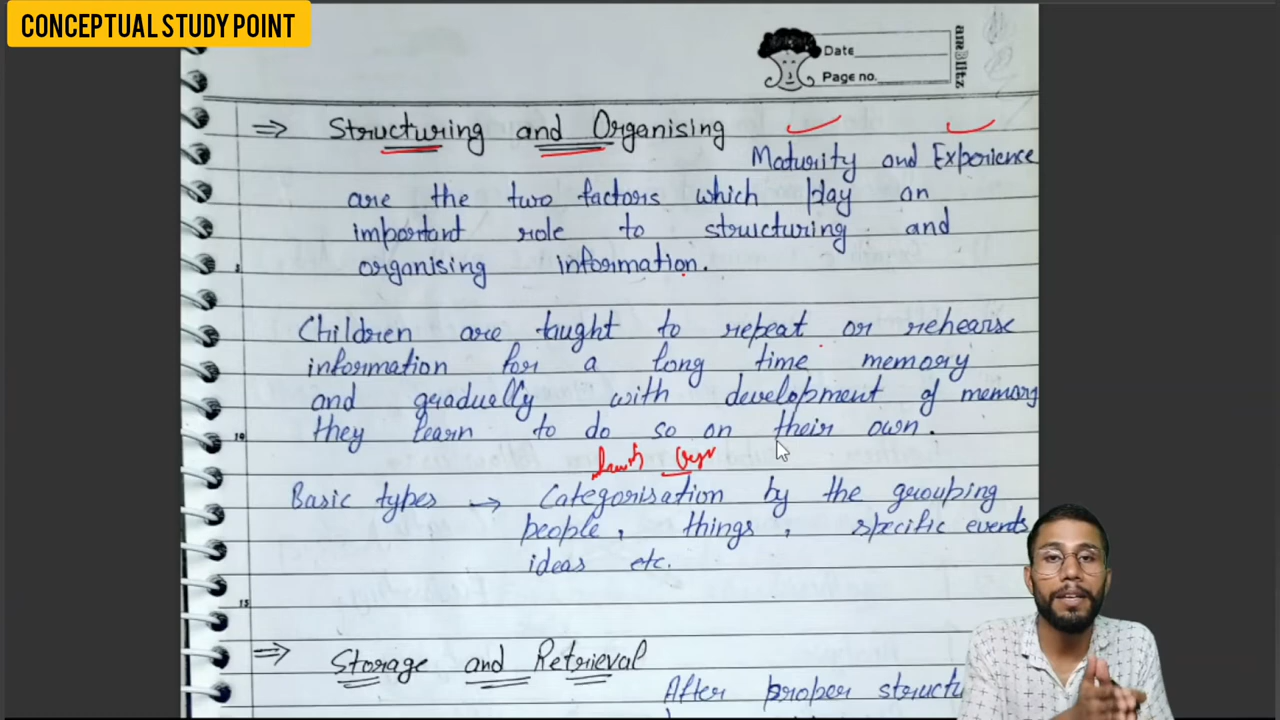 CONCEPTUAL STUDY POINT
Date
Page no.
⇒ Structuring and Organising
Maturity and Experience
are the two factors which play an
important role to structuring and
organising information.
Children are taught to repeat or rehearse
information for a long time memory
and gradually with development of memory
they learn to do so on their own.
10
Basic types → Categorisation by the grouping
people, things, specific events
ideas etc.
15
⇒ Storage and Retrieval
After proper